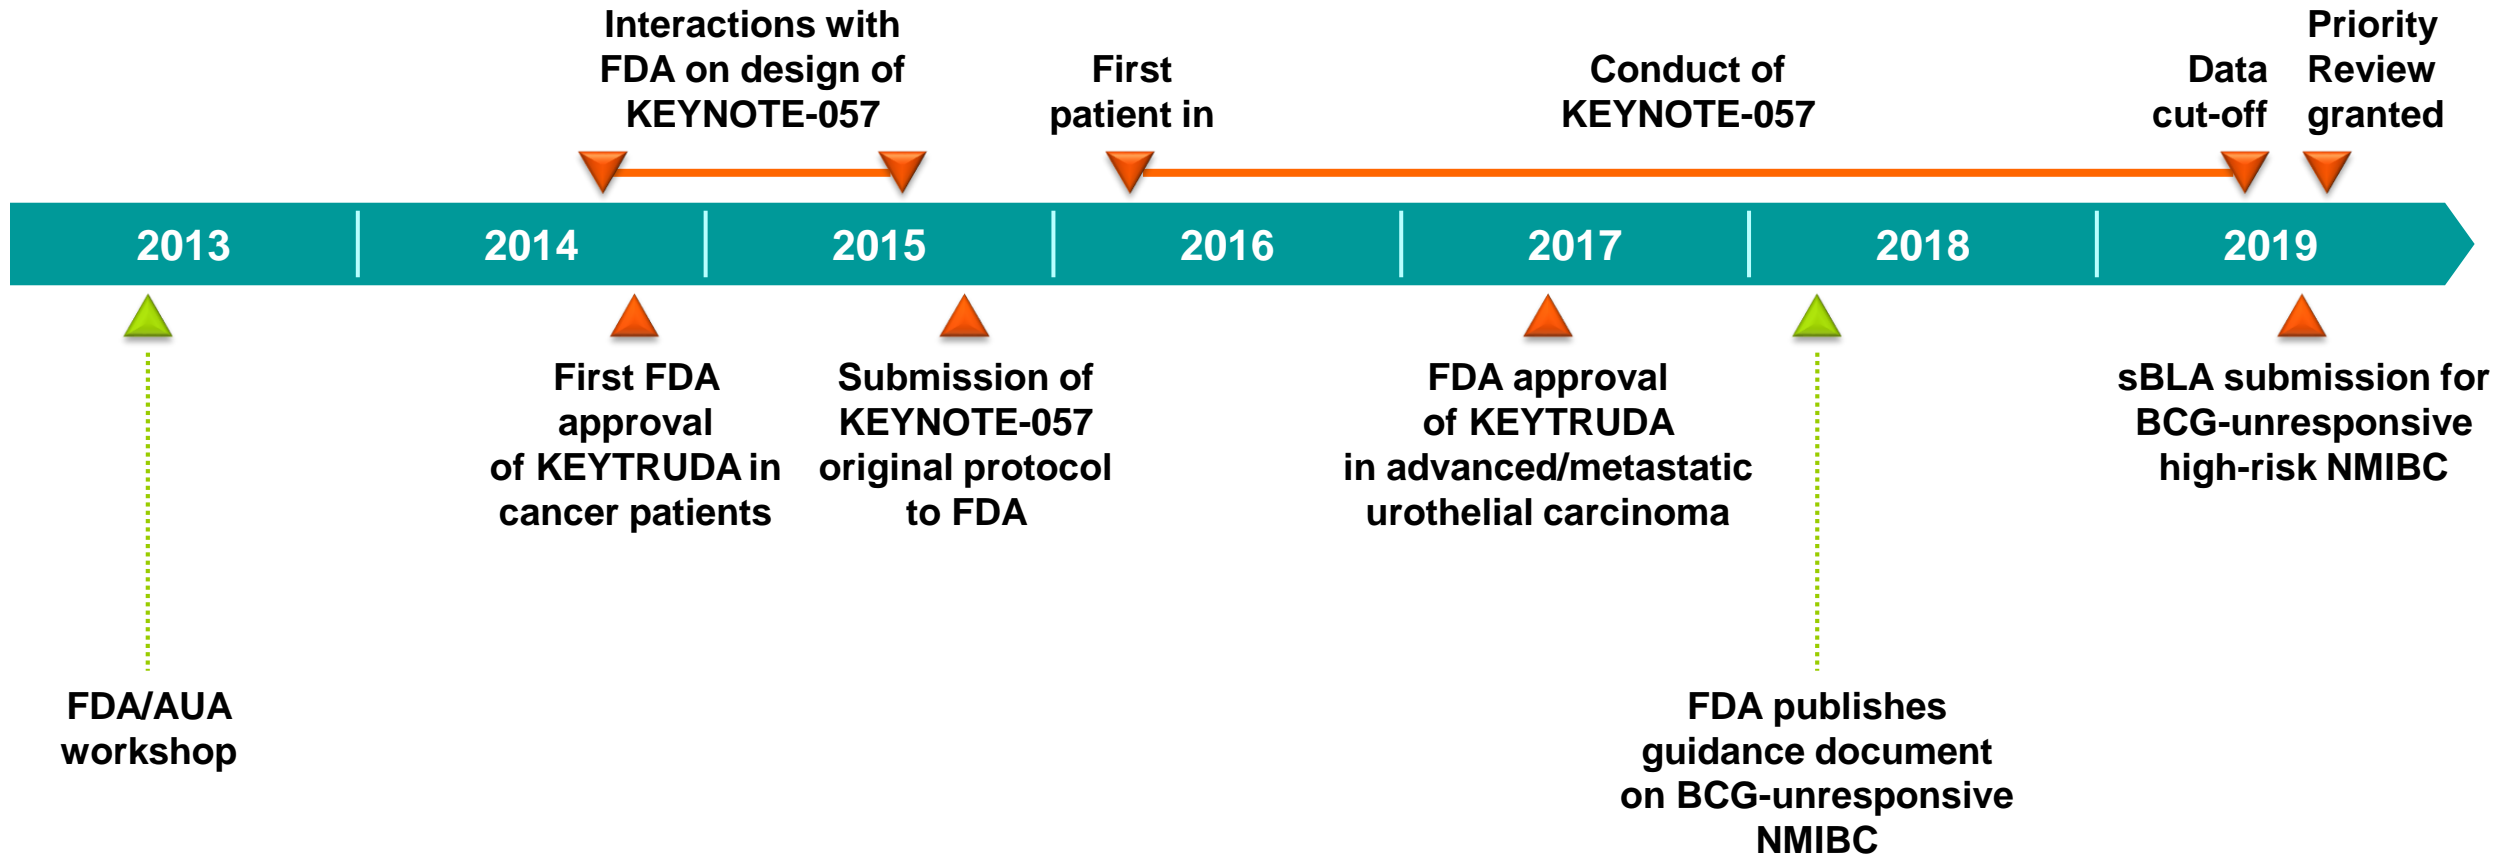 Interactions with
FDA on design of
KEYNOTE-057
First
patient in
Conduct of
KEYNOTE-057
Data
cut-off
Priority
Review
granted
2013
2014
2015
2016
2017
2018
2019
First FDA
approval
of KEYTRUDA in
cancer patients
Submission of
KEYNOTE-057
original protocol
to FDA
FDA approval
of KEYTRUDA
in advanced/metastatic
urothelial carcinoma
sBLA submission for
BCG-unresponsive
high-risk NMIBC
FDA/AUA
workshop
FDA publishes
guidance document
on BCG-unresponsive
NMIBC